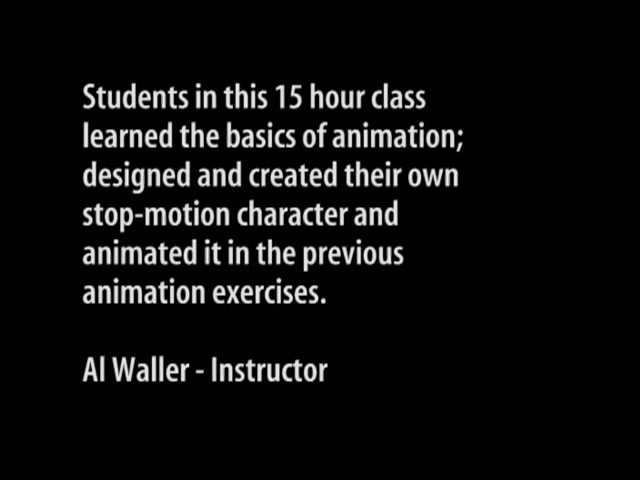 Students in this 15 hour class
learned the basics of animation;
designed and created their own
stop-motion character and
animated it in the previous
animation exercises.
Al Waller - Instructor